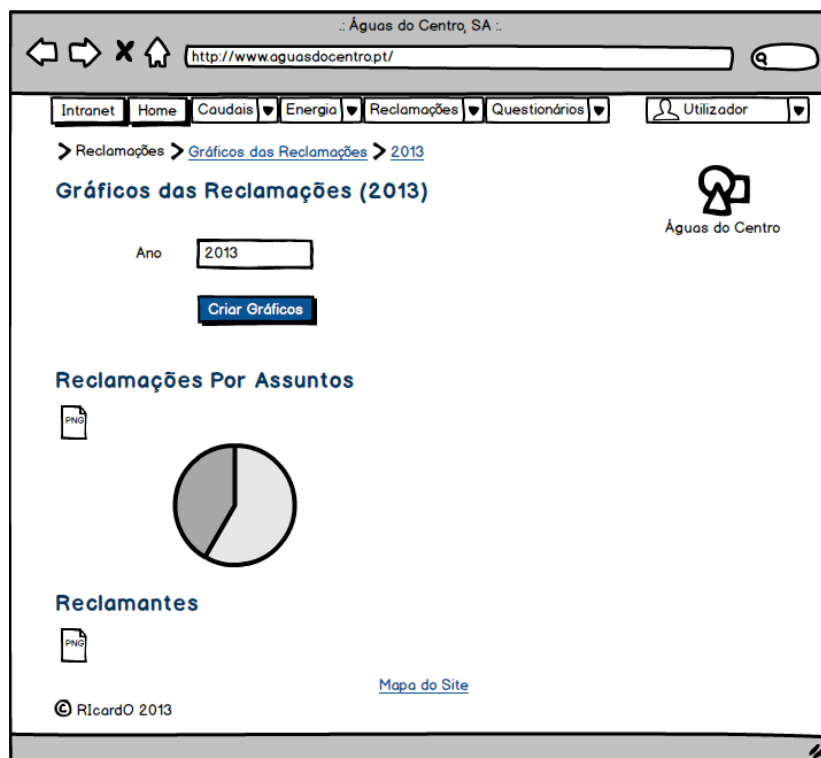 .: Águas do Centro, SA :.
http://www.aguasdocentro.pt/
Intranet Home Caudais Energia Reclamações Questionários Utilizador
Reclamações Gráficos das Reclamações 2013
Gráficos das Reclamações (2013)
Águas do Centro
Ano 2013
Criar Gráficos
Reclamações Por Assuntos
PNG
Reclamantes
PNG
Mapa do Site
© RIcardO 2013